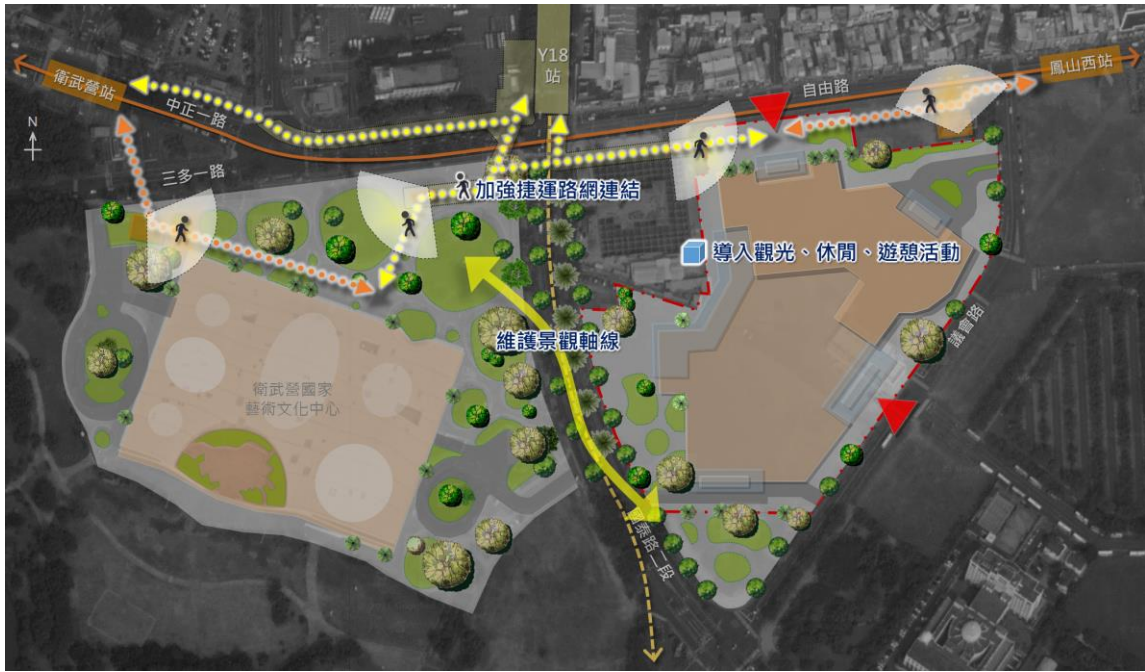 Y18
站
衛武營站
鳳山西站
自由路
中正一路
N
三多一路
加強捷運路網連結
導入觀光、休閒、遊憩活動
維護景觀軸線
議會路
衛武營國家
藝術文化中心
泰路二段